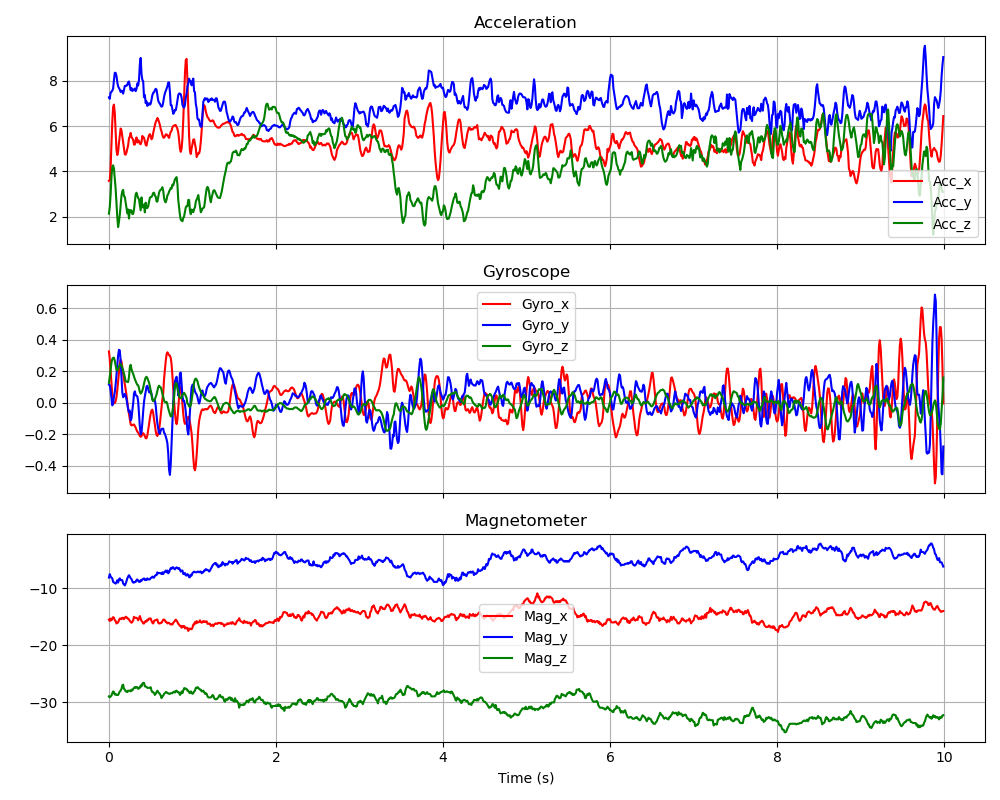 Acceleration
8
6
4
2
Acc_x
Acc_y
Acc_z
Gyroscope
0.6
0.4
0.2
0.0
−0.2
−0.4
Gyro_x
Gyro_y
Gyro_z
Magnetometer
−10
−20
−30
Mag_x
Mag_y
Mag_z
0 2 4 6 8 10
Time (s)